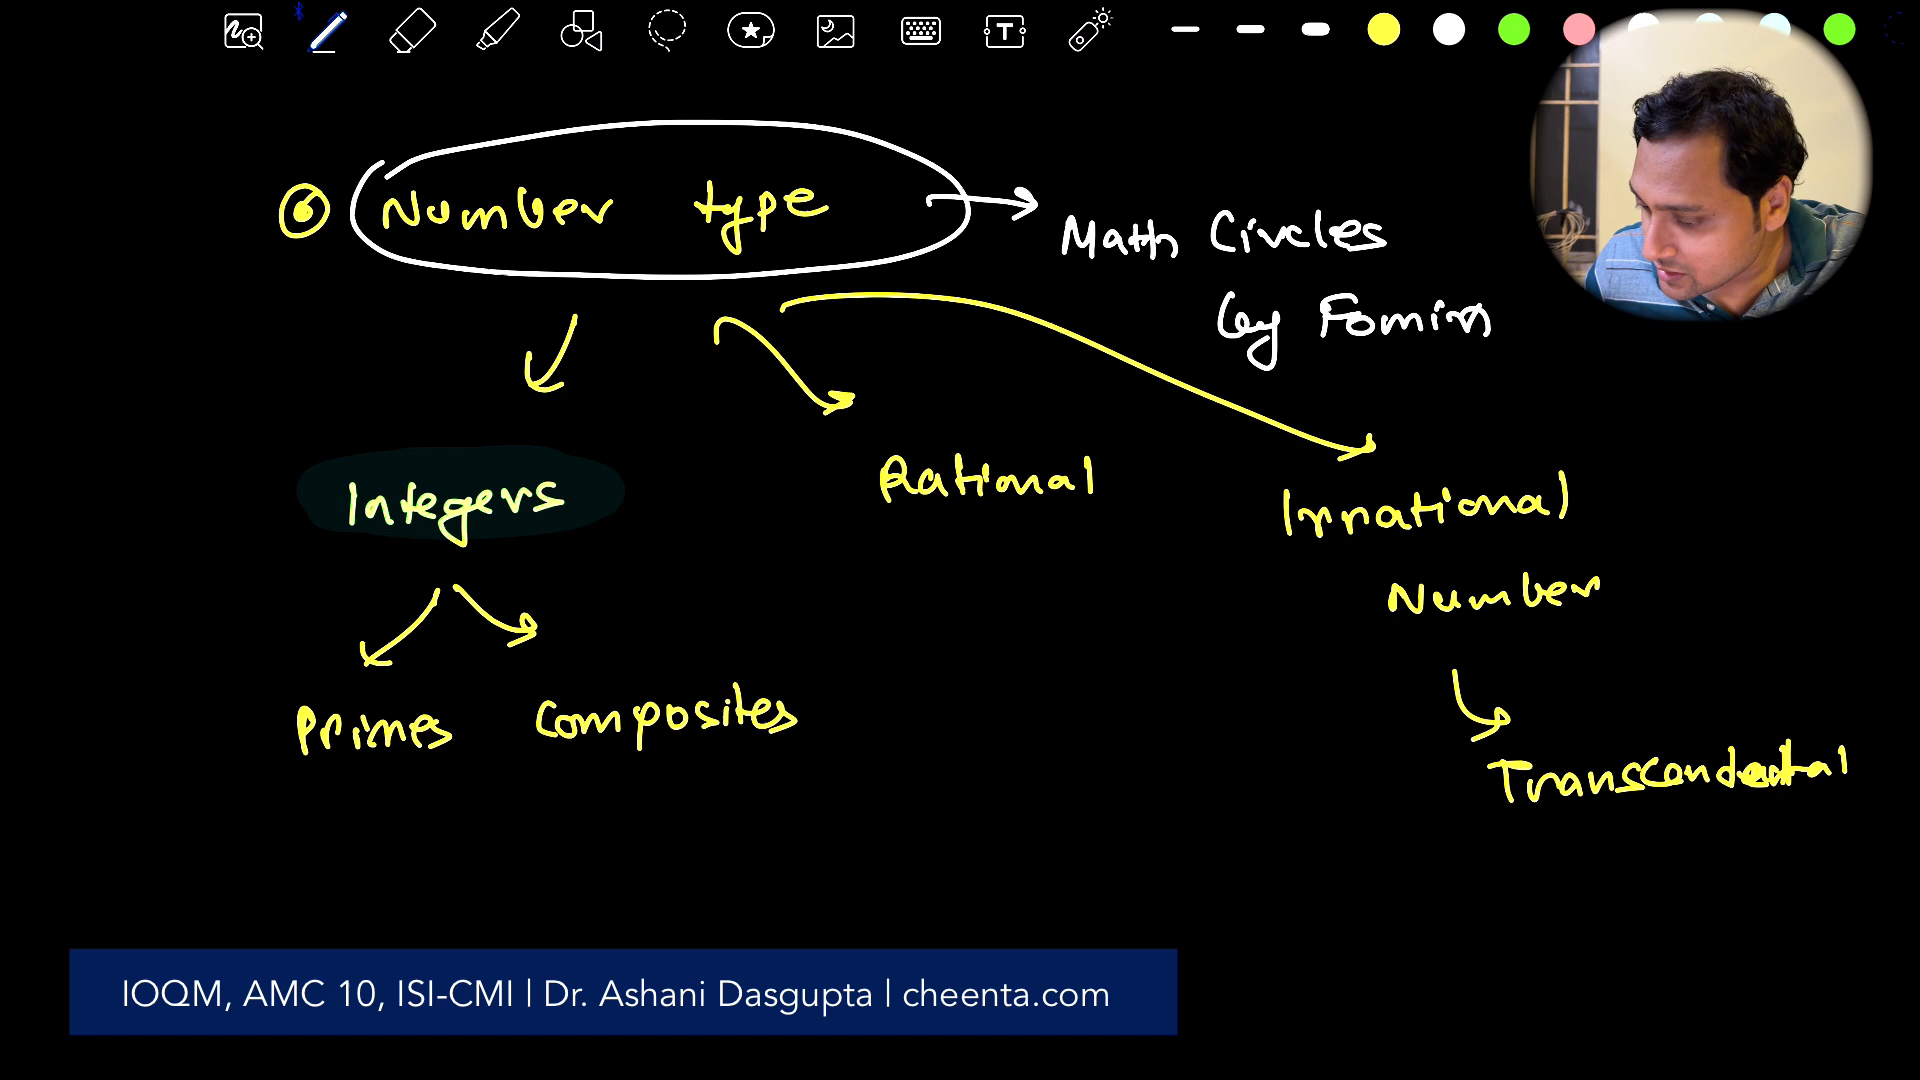 Number type
Math Circles
by Fomin
Integers
Rational
Irrational
Number
Primes
Composites
Transcendental
IOQM, AMC 10, ISI-CMI | Dr. Ashani Dasgupta | cheenta.com